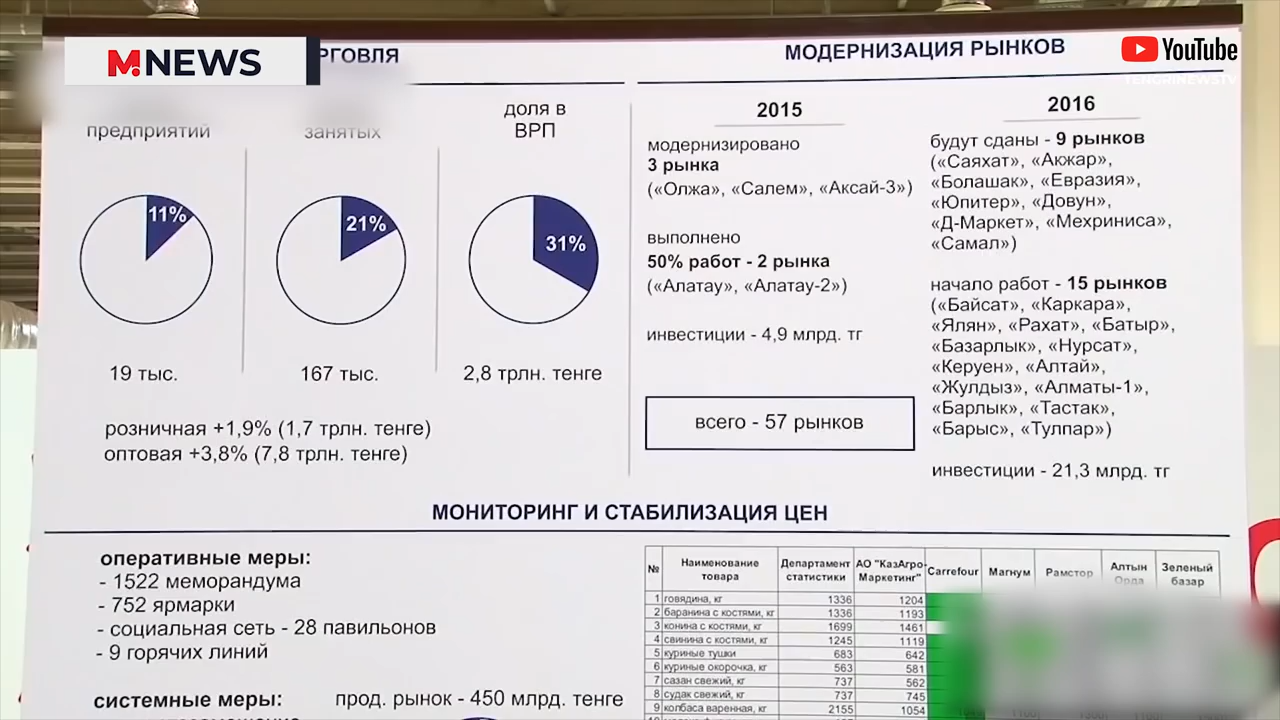 MNEWS
YouTube
TENGRINEWSTV
МОДЕРНИЗАЦИЯ РЫНКОВ
предприятий
занятых
доля в
ВРП
11%
21%
31%
19 тыс.
167 тыс.
2,8 трлн. тенге
розничная +1,9% (1,7 трлн. тенге)
оптовая +3,8% (7,8 трлн. тенге)
2015
модернизировано
3 рынка
(«Олжа», «Салем», «Аксай-3»)
выполнено
50% работ - 2 рынка
(«Алатау», «Алатау-2»)
инвестиции - 4,9 млрд. тг
всего - 57 рынков
2016
будут сданы - 9 рынков
(«Саяхат», «Акжар»,
«Болашак», «Евразия»,
«Юпитер», «Довун»,
«Д-Маркет», «Мехриниса»,
«Самал»)
начало работ - 15 рынков
(«Байсат», «Каркара»,
«Ялян», «Рахат», «Батыр»,
«Базарлык», «Нурсат»,
«Керуен», «Алтай»,
«Жулдыз», «Алматы-1»,
«Барлык», «Тастак»,
«Барыс», «Тулпар»)
инвестиции - 21,3 млрд. тг
МОНИТОРИНГ И СТАБИЛИЗАЦИЯ ЦЕН
оперативные меры:
- 1522 меморандума
- 752 ярмарки
- социальная сеть - 28 павильонов
- 9 горячих линий
системные меры: прод. рынок - 450 млрд. тенге
№ Наименование товара Департамент статистики АО "КазАгро-Маркетинг" Carrefour Магнум Рамстор Алтын Орда Зеленый базар
1 говядина, кг 1336 1204
2 баранина с костями, кг 1336 1193
3 конина с костями, кг 1699 1461
4 свинина с костями, кг 1245 1119
5 куриные тушки 683 642
6 куриные окорочка, кг 563 581
7 сазан свежий, кг 737 562
8 судак свежий, кг 737 745
9 колбаса варенная, кг 2155 1054